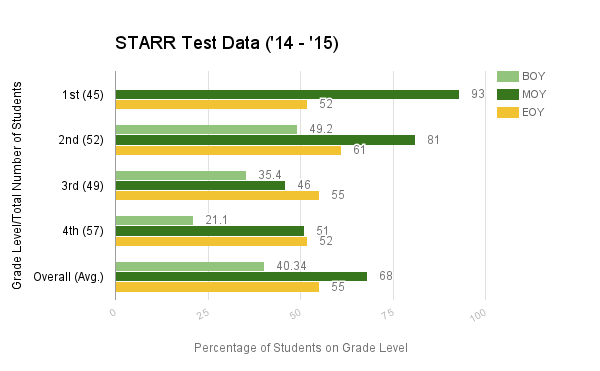 STARR Test Data ('14 - '15)
BOY
MOY
EOY
Grade Level/Total Number of Students
1st (45)
93
52
2nd (52)
49.2
81
61
3rd (49)
35.4
46
55
4th (57)
21.1
51
52
Overall (Avg.)
40.34
68
55
0 25 50 75 100
Percentage of Students on Grade Level